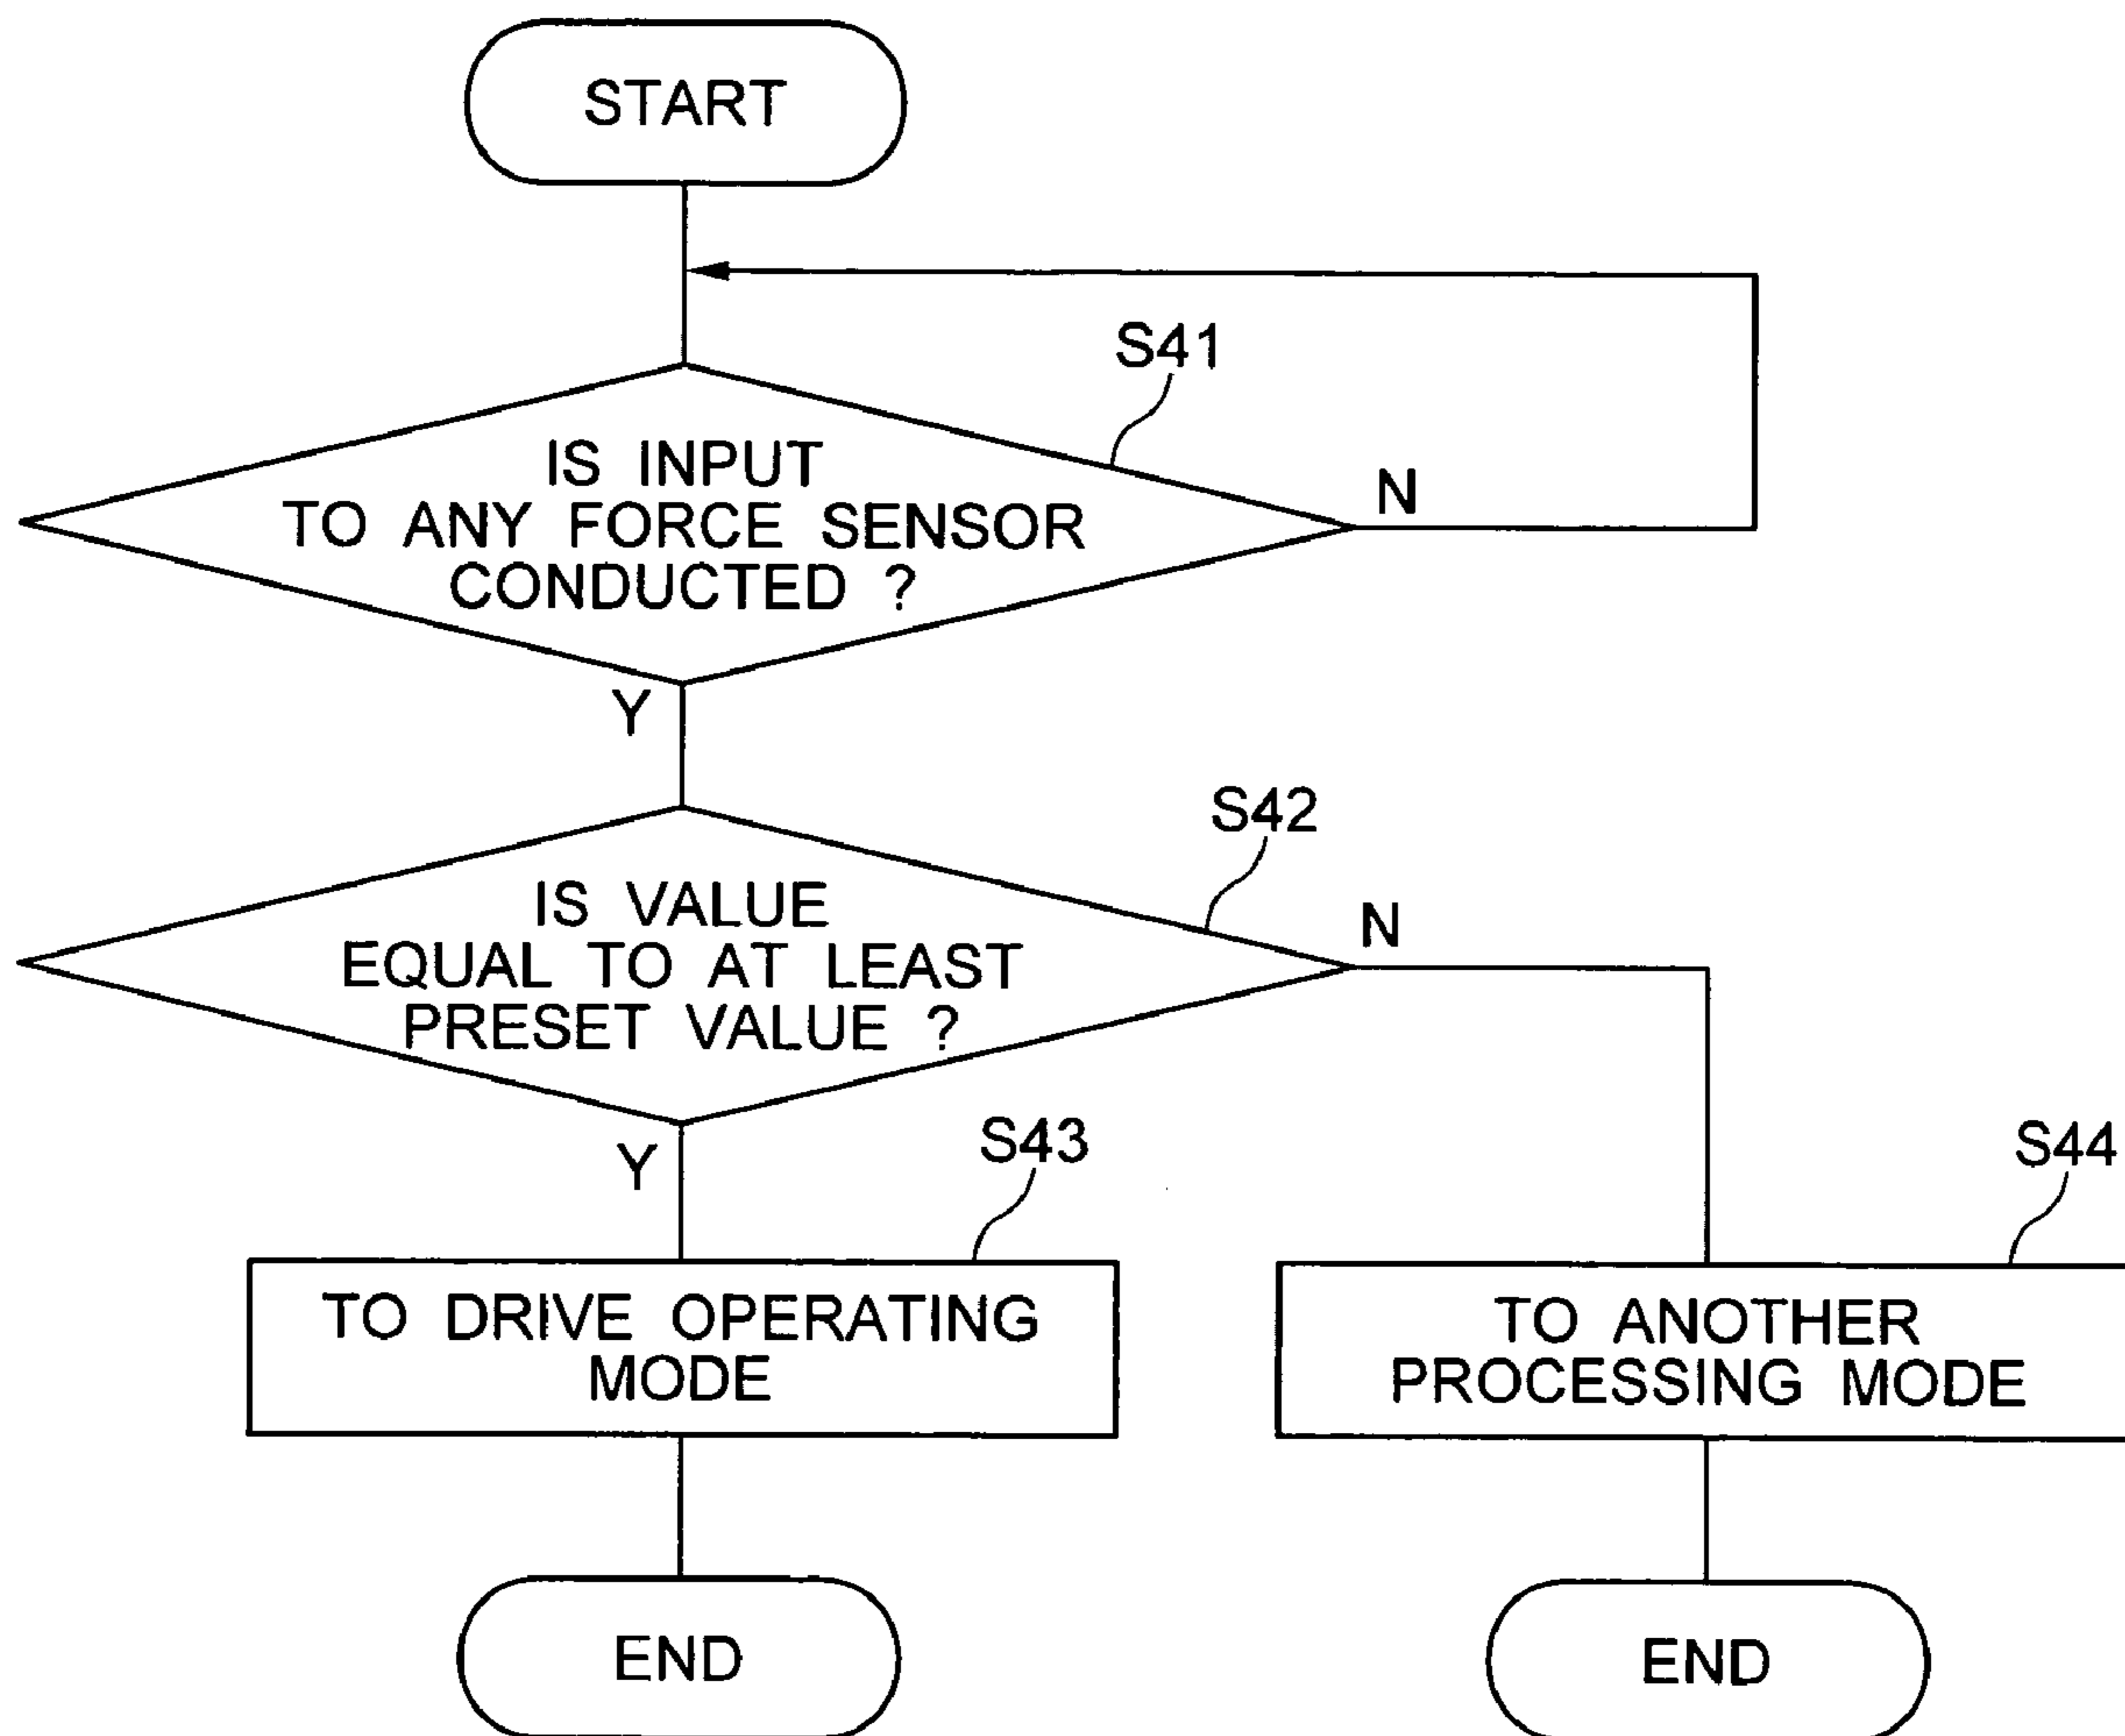 START
S41
IS INPUT
TO ANY FORCE SENSOR
CONDUCTED ?
N
Y
S42
IS VALUE
EQUAL TO AT LEAST
PRESET VALUE ?
N
Y
S43
TO DRIVE OPERATING
MODE
S44
TO ANOTHER
PROCESSING MODE
END
END